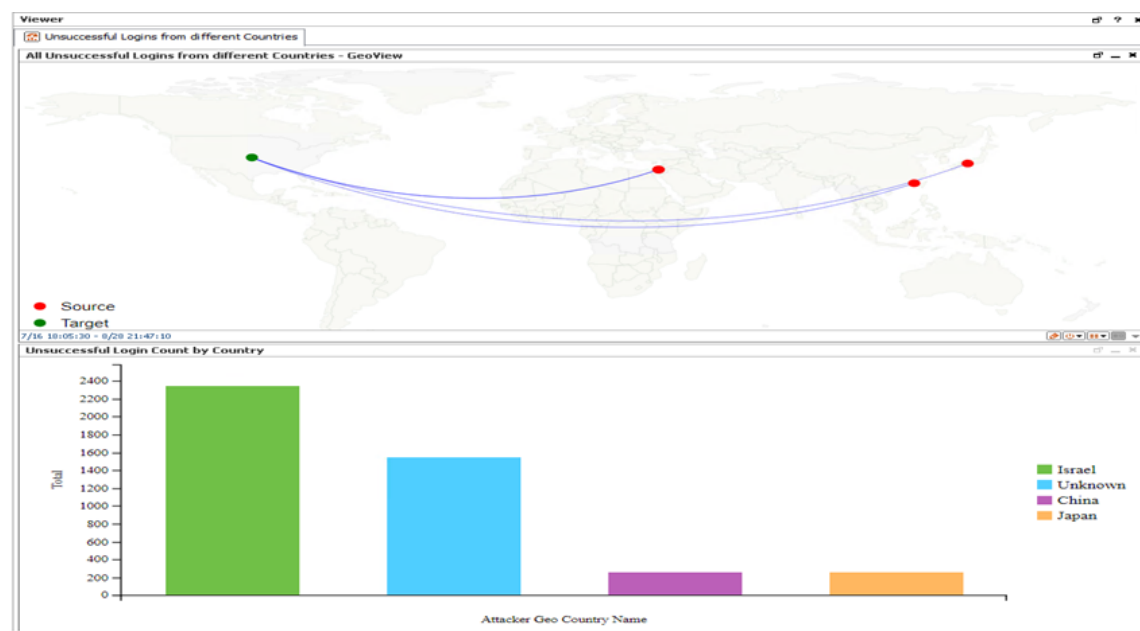 Viewer
Unsuccessful Logins from different Countries
All Unsuccessful Logins from different Countries - GeoView
Source
Target
7/16 18:05:30 - 8/28 21:47:10
Unsuccessful Login Count by Country
2400
2200
2000
1800
1600
1400
1200
1000
800
600
400
200
0
Total
Israel
Unknown
China
Japan
Attacker Geo Country Name